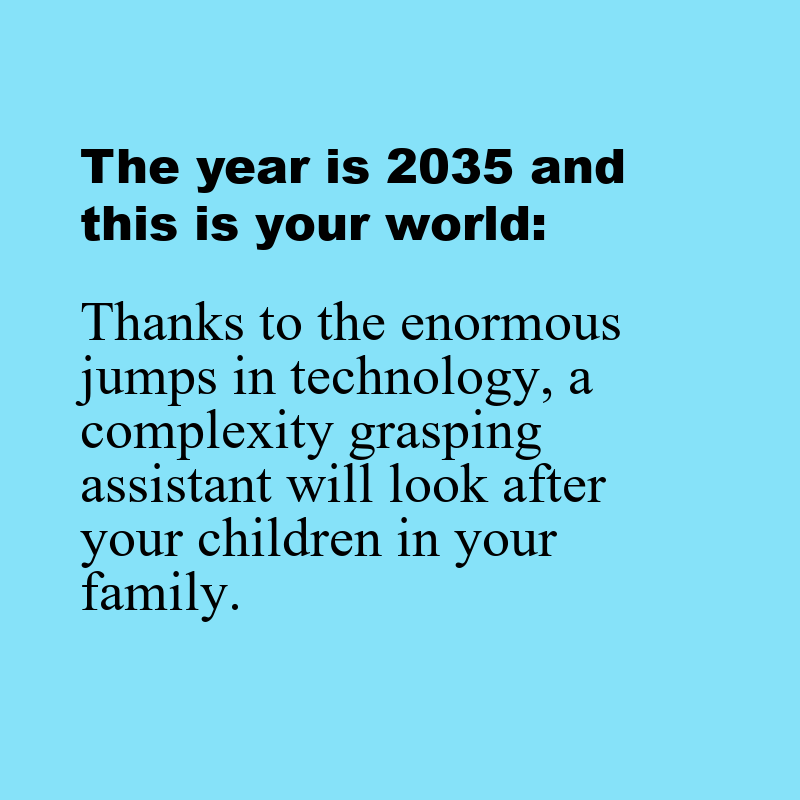 The year is 2035 and
this is your world:
Thanks to the enormous
jumps in technology, a
complexity grasping
assistant will look after
your children in your
family.